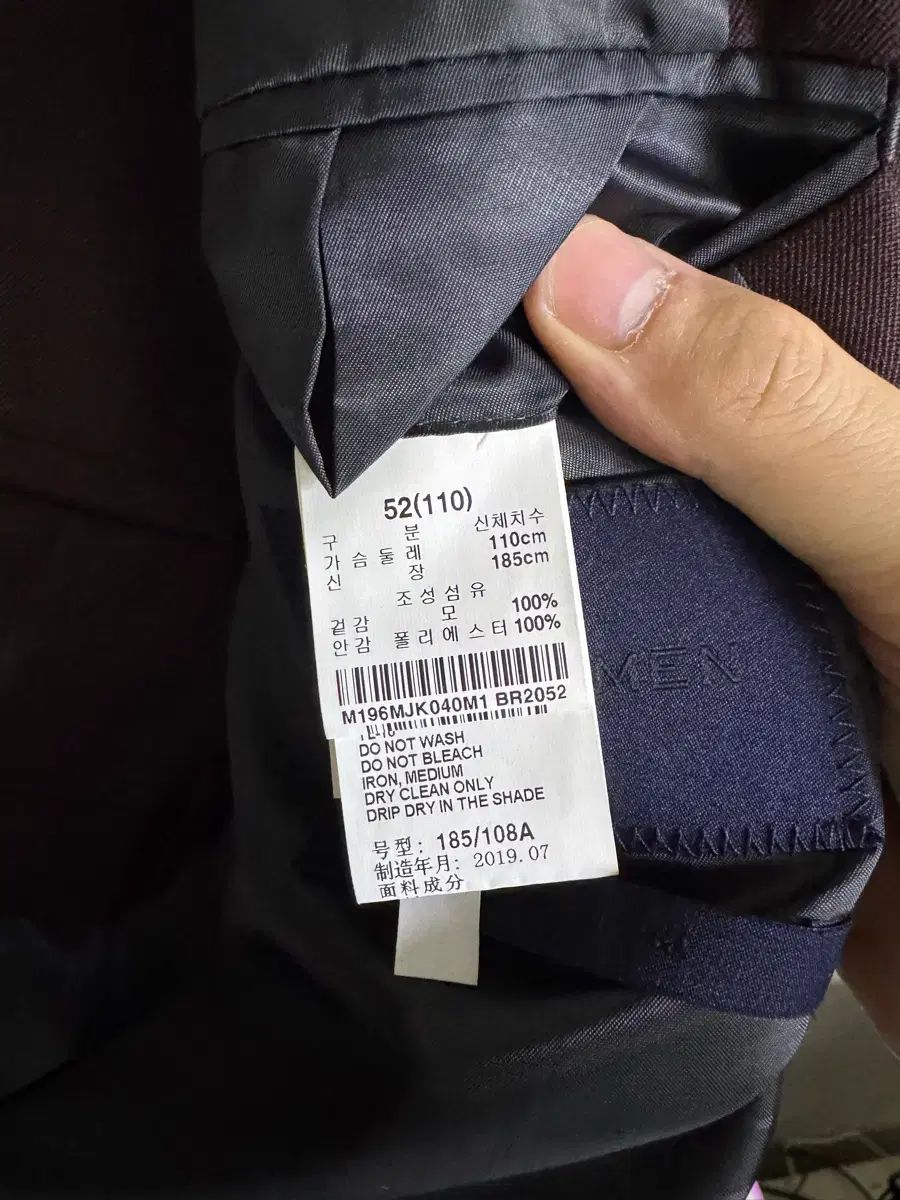 52(110)
구 분 신체치수
가슴둘레 110cm
신 장 185cm
조성섬유
겉감 모 100%
안감 폴리에스터 100%
M196MJK040M1 BR2052
DO NOT WASH
DO NOT BLEACH
IRON, MEDIUM
DRY CLEAN ONLY
DRIP DRY IN THE SHADE
号型: 185/108A
制造年月: 2019.07
面料成分
MEN